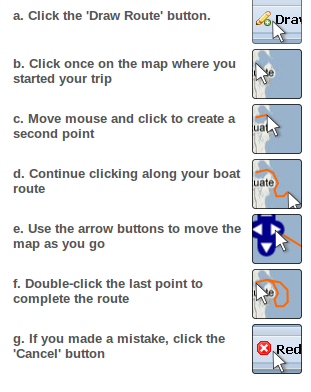 a. Click the 'Draw Route' button.
Drav
b. Click once on the map where you
started your trip
c. Move mouse and click to create a
second point
uat
d. Continue clicking along your boat
route
uate
e. Use the arrow buttons to move the
map as you go
f. Double-click the last point to
complete the route
g. If you made a mistake, click the
'Cancel' button
Red